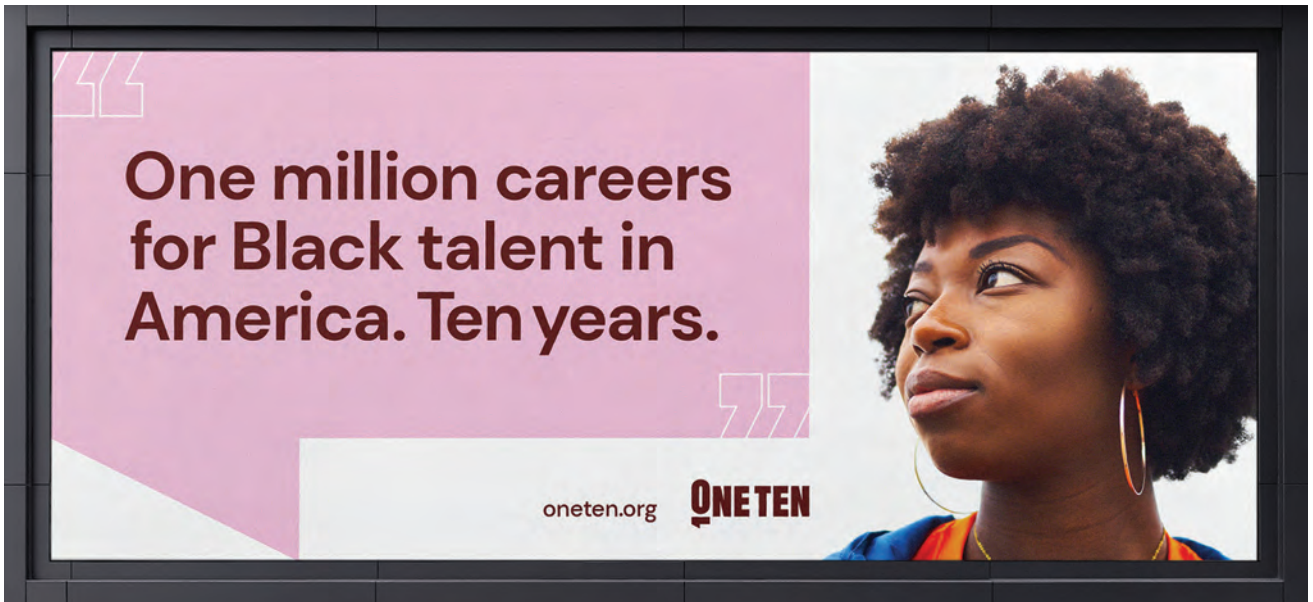 “
One million careers
for Black talent in
America. Ten years.
”
oneten.org ONE TEN